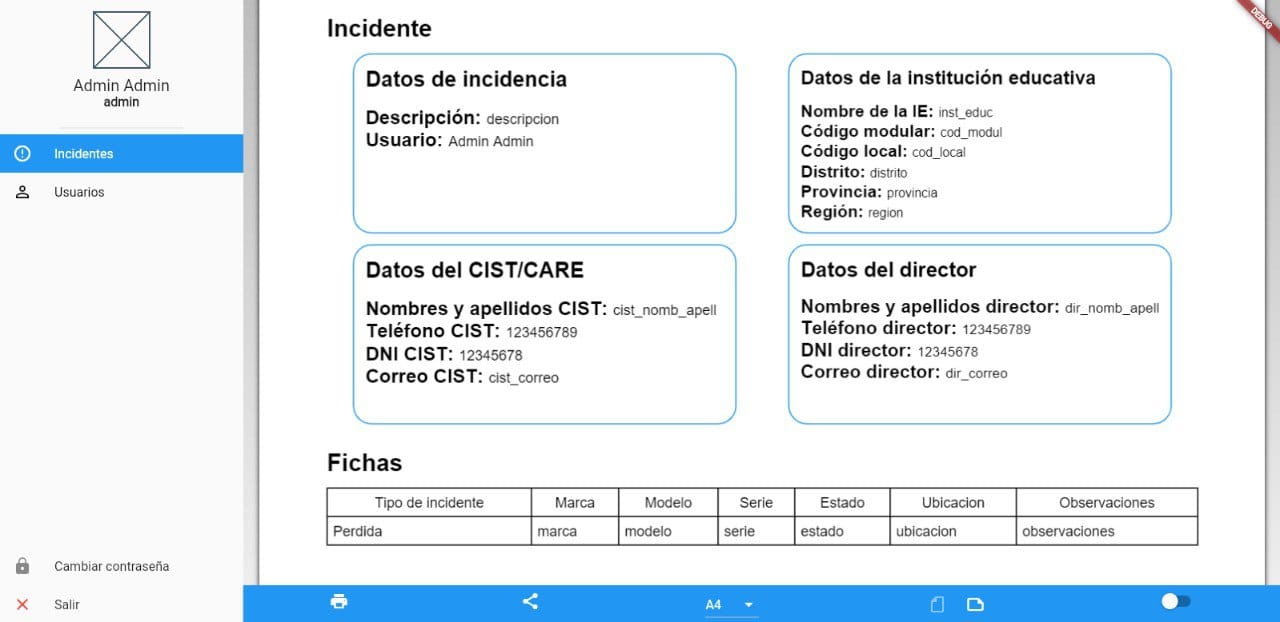 Admin Admin
admin
Incidentes
Usuarios
Cambiar contraseña
Salir
DEBUG
Incidente
Datos de incidencia
Descripción: descripcion
Usuario: Admin Admin
Datos de la institución educativa
Nombre de la IE: inst_educ
Código modular: cod_modul
Código local: cod_local
Distrito: distrito
Provincia: provincia
Región: region
Datos del CIST/CARE
Nombres y apellidos CIST: cist_nomb_apell
Teléfono CIST: 123456789
DNI CIST: 12345678
Correo CIST: cist_correo
Datos del director
Nombres y apellidos director: dir_nomb_apell
Teléfono director: 123456789
DNI director: 12345678
Correo director: dir_correo
Fichas
Tipo de incidente Marca Modelo Serie Estado Ubicacion Observaciones
Perdida marca modelo serie estado ubicacion observaciones
A4